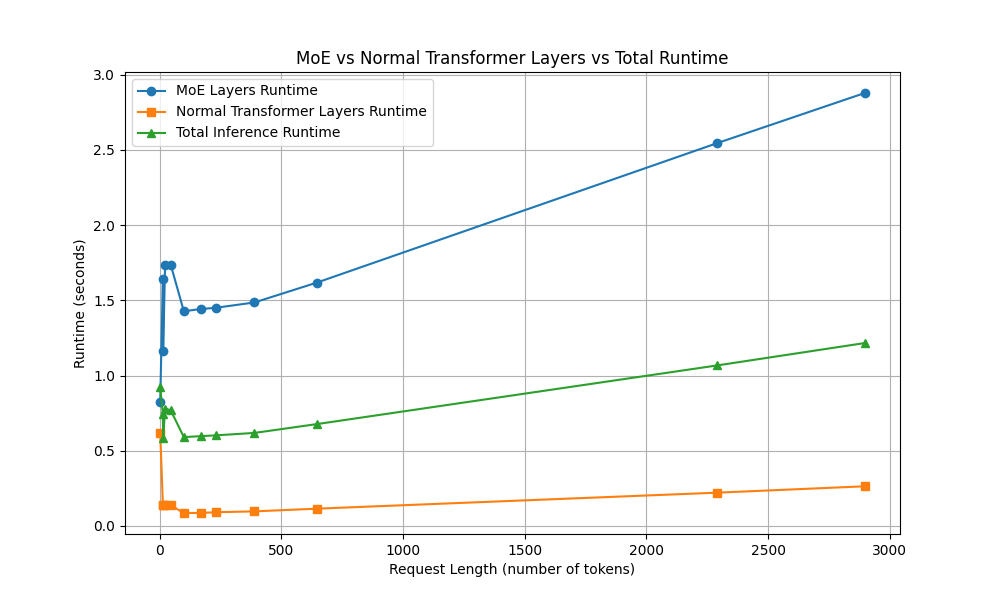 MoE vs Normal Transformer Layers vs Total Runtime
MoE Layers Runtime
Normal Transformer Layers Runtime
Total Inference Runtime
Runtime (seconds)
3.0
2.5
2.0
1.5
1.0
0.5
0.0
0
500
1000
1500
2000
2500
3000
Request Length (number of tokens)